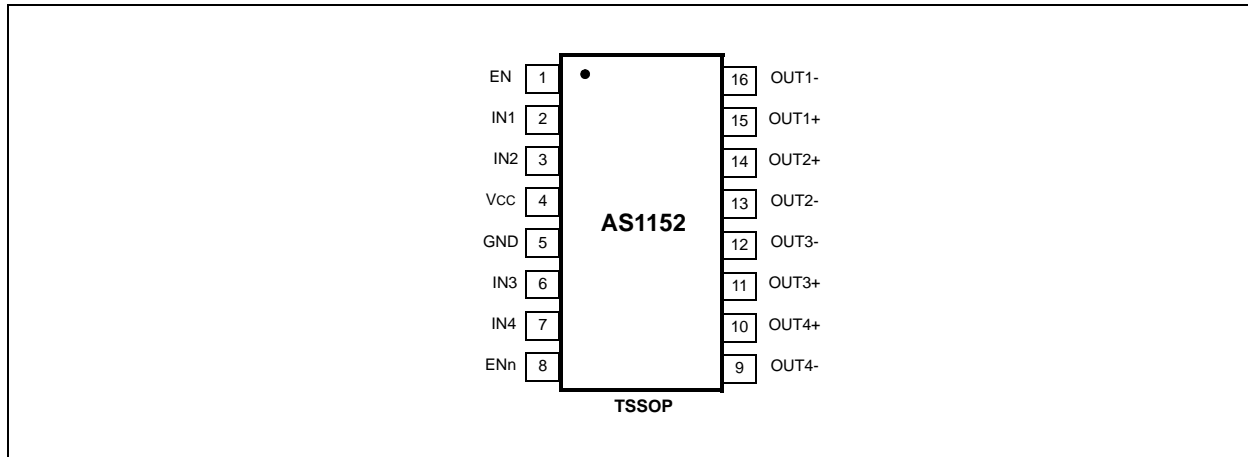 EN 1 16 OUT1-
IN1 2 15 OUT1+
IN2 3 14 OUT2+
VCC 4 13 OUT2-
AS1152
GND 5 12 OUT3-
IN3 6 11 OUT3+
IN4 7 10 OUT4+
ENn 8 9 OUT4-
TSSOP